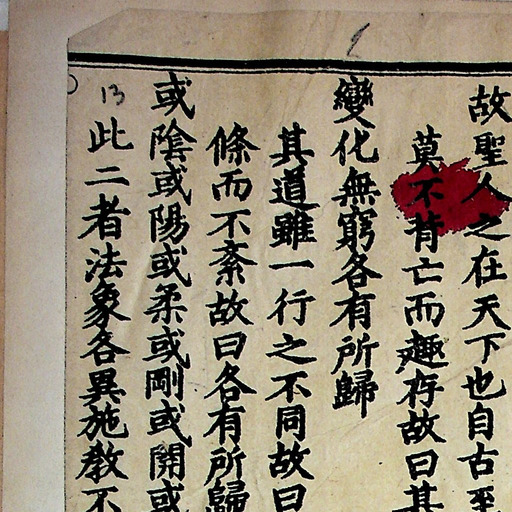 故聖人之在天下也自古至
莫不背亡而趣存故曰其
變化無窮各有所歸
其道雖一行之不同故曰
條而不紊故曰各有所歸
或陰或陽或柔或剛或開或
此二者法象各異施教不
13